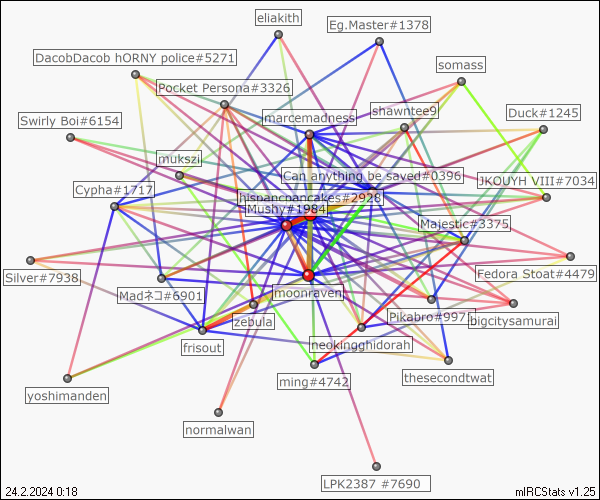 eliakith
Eg.Master#1378
DacobDacob hORNY police#5271
somass
Pocket Persona#3326
marcemadness
shawntee9
Duck#1245
Swirly Boi#6154
mukszi
Can anything be saved#0396
JKOUYH VIII#7034
Cypha#1717
hispancpancakes#2928
Mushy#1984
Majestic#3375
Silver#7938
Fedora Stoat#4479
Madネコ#6901
moonraven
zebula
Pikabro#997
bigcitysamurai
frisout
neokingghidorah
yoshimanden
ming#4742
thesecondtwat
normalwan
LPK2387 #7690
24.2.2024 0:18
mIRCStats v1.25